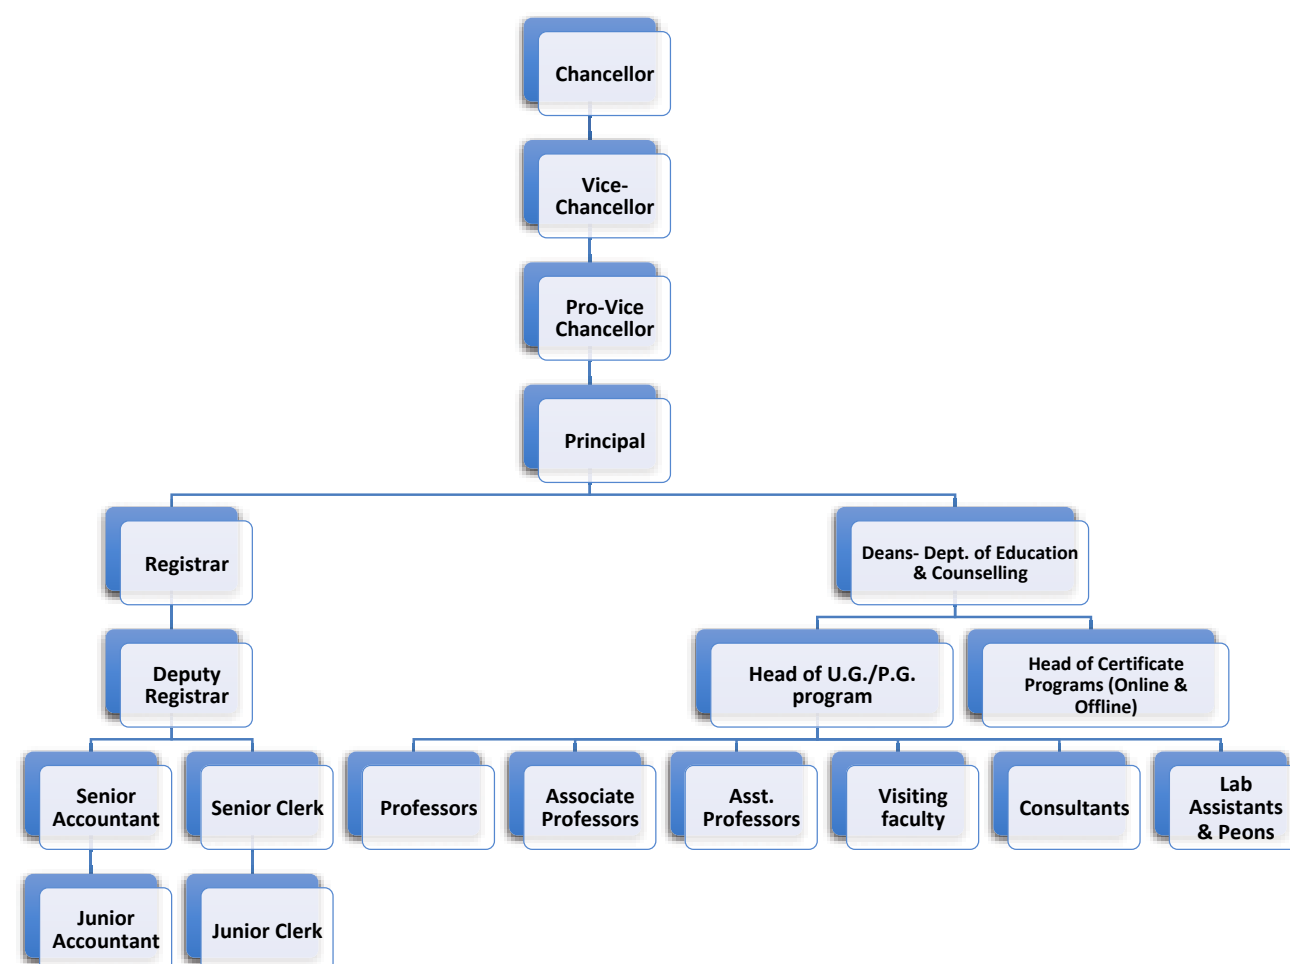 Chancellor
Vice-
Chancellor
Pro-Vice
Chancellor
Principal
Registrar
Deans- Dept. of Education
& Counselling
Deputy
Registrar
Head of U.G./P.G.
program
Head of Certificate
Programs (Online &
Offline)
Senior
Accountant
Senior Clerk
Professors
Associate
Professors
Asst.
Professors
Visiting
faculty
Consultants
Lab
Assistants
& Peons
Junior
Accountant
Junior Clerk